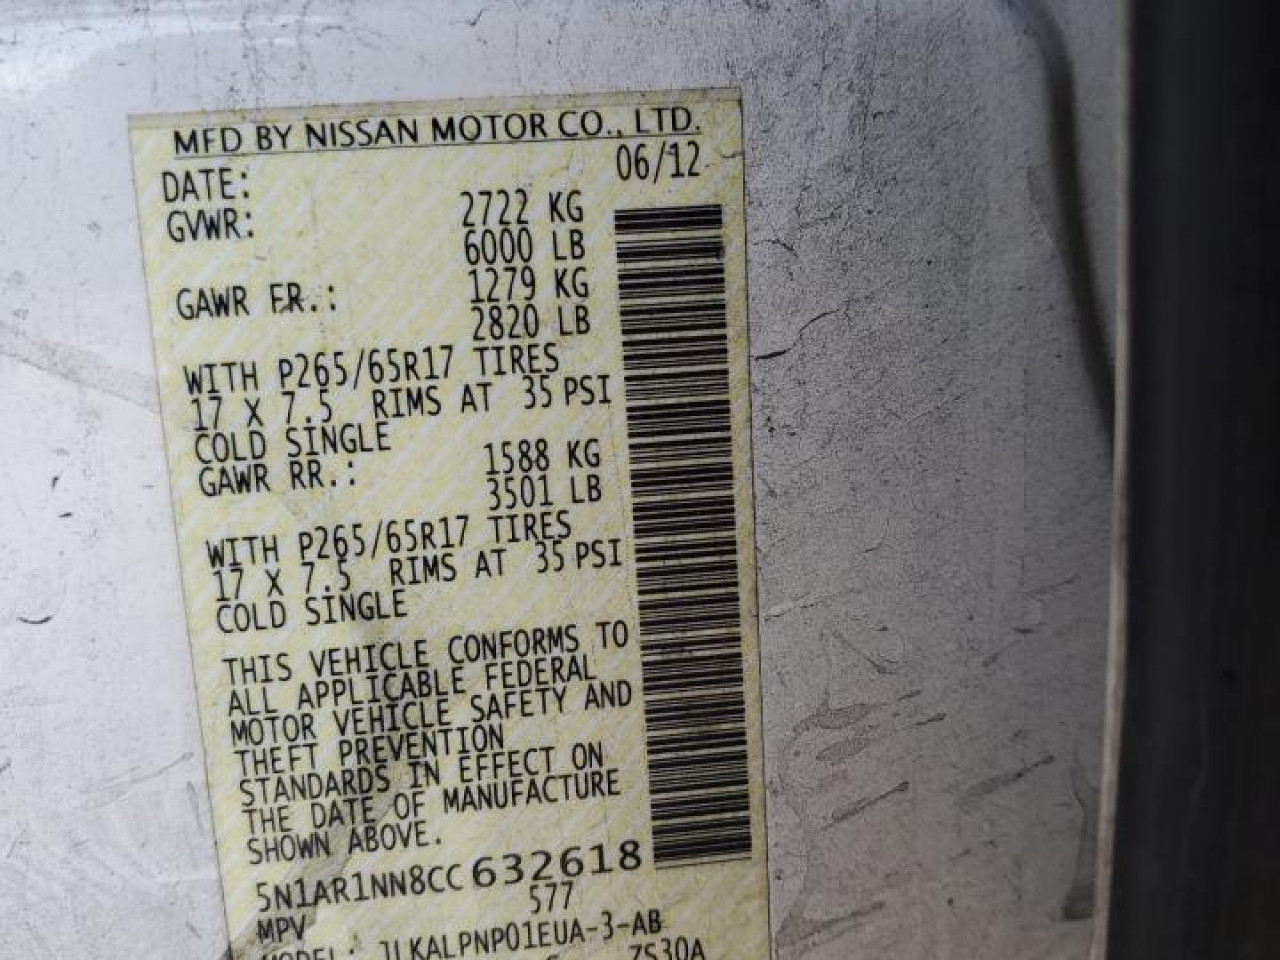 MFD BY NISSAN MOTOR CO., LTD.
DATE: 06/12
GVWR: 2722 KG
6000 LB
GAWR FR.: 1279 KG
2820 LB
WITH P265/65R17 TIRES
17 X 7.5 RIMS AT 35 PSI
COLD SINGLE
GAWR RR.: 1588 KG
3501 LB
WITH P265/65R17 TIRES
17 X 7.5 RIMS AT 35 PSI
COLD SINGLE
THIS VEHICLE CONFORMS TO
ALL APPLICABLE FEDERAL
MOTOR VEHICLE SAFETY AND
THEFT PREVENTION
STANDARDS IN EFFECT ON
THE DATE OF MANUFACTURE
SHOWN ABOVE.
5N1AR1NN8CC632618
577
MPV
MODEL: JLKALPNP01EUA-3-AB
ZS30A